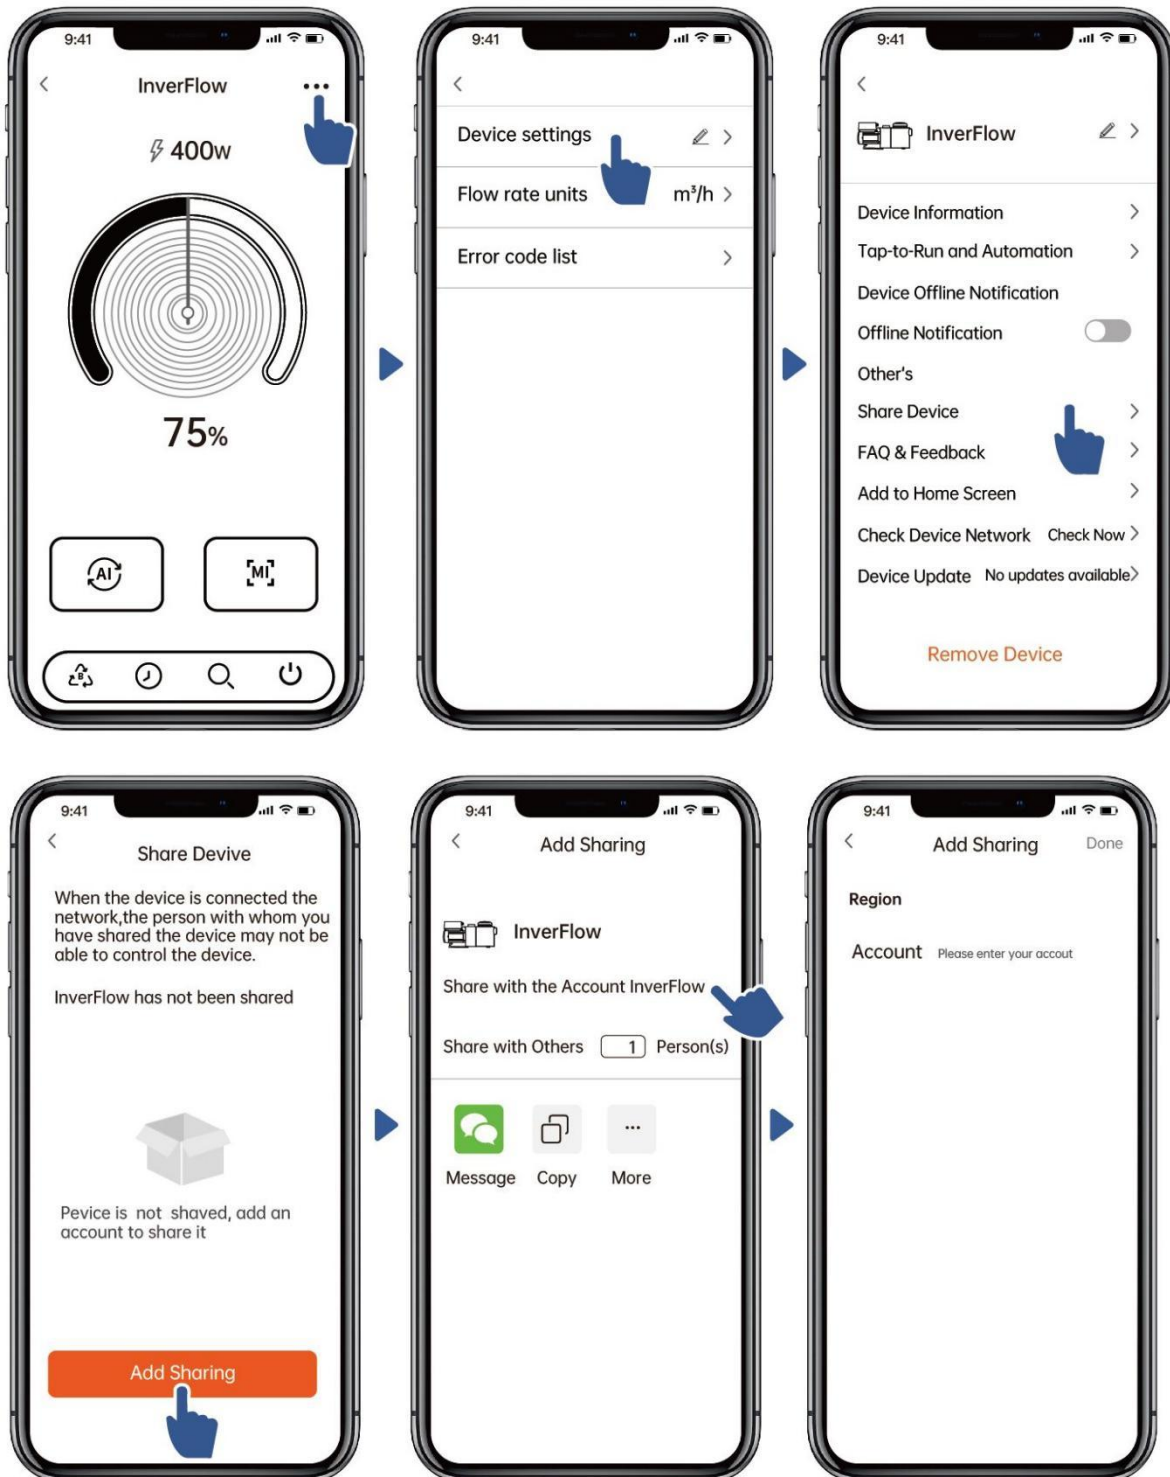 9:41
InverFlow
400w
75%
AI
MI
B
9:41
Device settings
Flow rate units m³/h
Error code list
9:41
InverFlow
Device Information
Tap-to-Run and Automation
Device Offline Notification
Offline Notification
Other's
Share Device
FAQ & Feedback
Add to Home Screen
Check Device Network Check Now
Device Update No updates available
Remove Device
9:41
Share Devive
When the device is connected the
network,the person with whom you
have shared the device may not be
able to control the device.
InverFlow has not been shared
Pevice is not shaved, add an
account to share it
Add Sharing
9:41
Add Sharing
InverFlow
Share with the Account InverFlow
Share with Others 1 Person(s)
Message Copy More
9:41
Add Sharing Done
Region
Account Please enter your accout